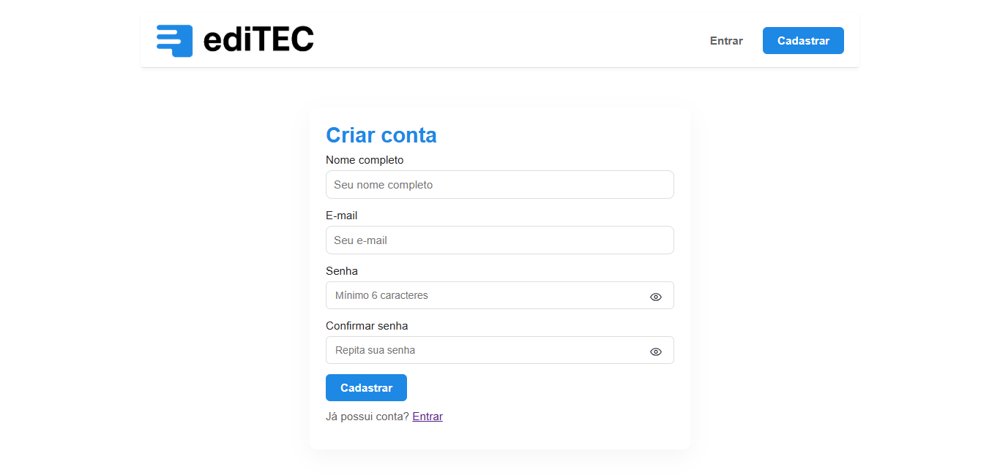 ediTEC
Entrar
Cadastrar
Criar conta
Nome completo
Seu nome completo
E-mail
Seu e-mail
Senha
Mínimo 6 caracteres
Confirmar senha
Repita sua senha
Cadastrar
Já possui conta? Entrar